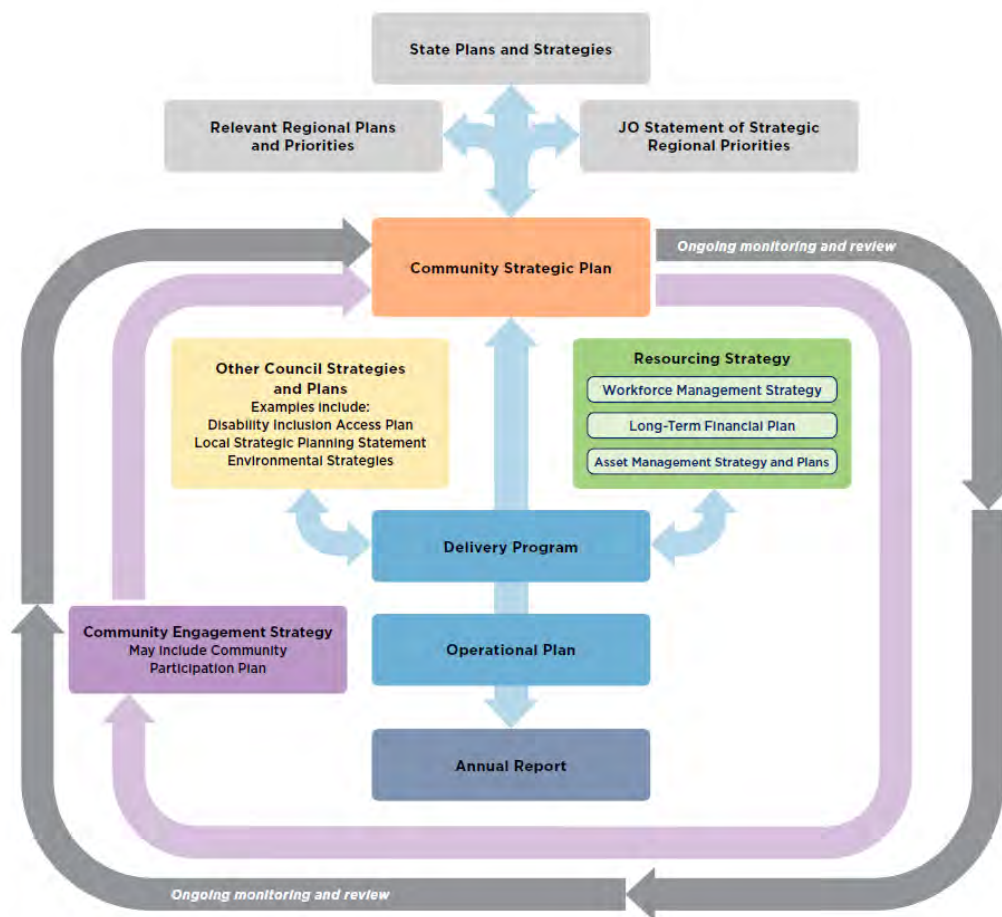 State Plans and Strategies
Relevant Regional Plans
and Priorities
JO Statement of Strategic
Regional Priorities
Community Strategic Plan
Ongoing monitoring and review
Other Council Strategies
and Plans
Examples include:
Disability Inclusion Access Plan
Local Strategic Planning Statement
Environmental Strategies
Resourcing Strategy
Workforce Management Strategy
Long-Term Financial Plan
Asset Management Strategy and Plans
Delivery Program
Community Engagement Strategy
May Include Community
Participation Plan
Operational Plan
Annual Report
Ongoing monitoring and review